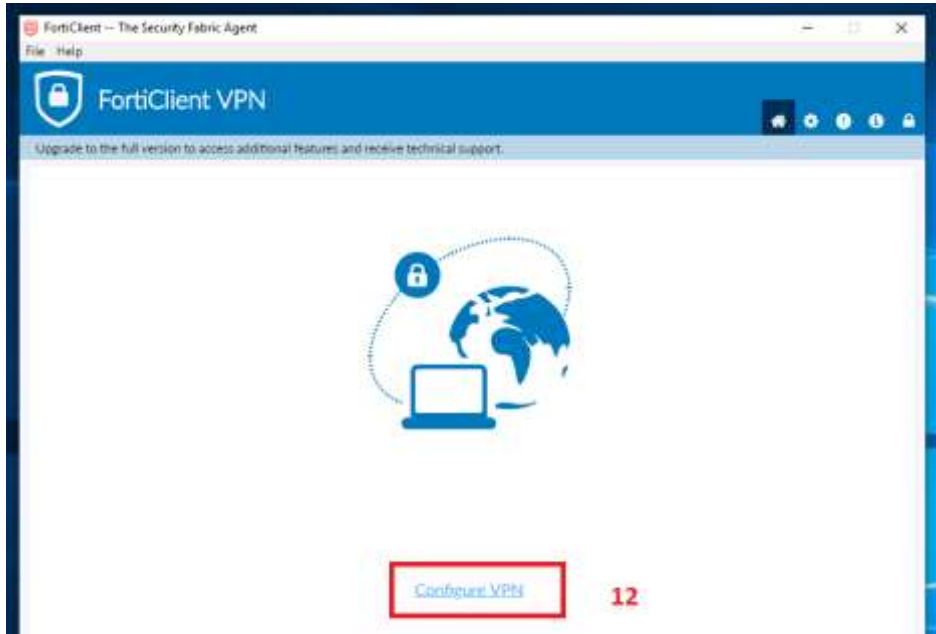 FortiClient -- The Security Fabric Agent
File Help
FortiClient VPN
Upgrade to the full version to access additional features and receive technical support.
Configure VPN
12